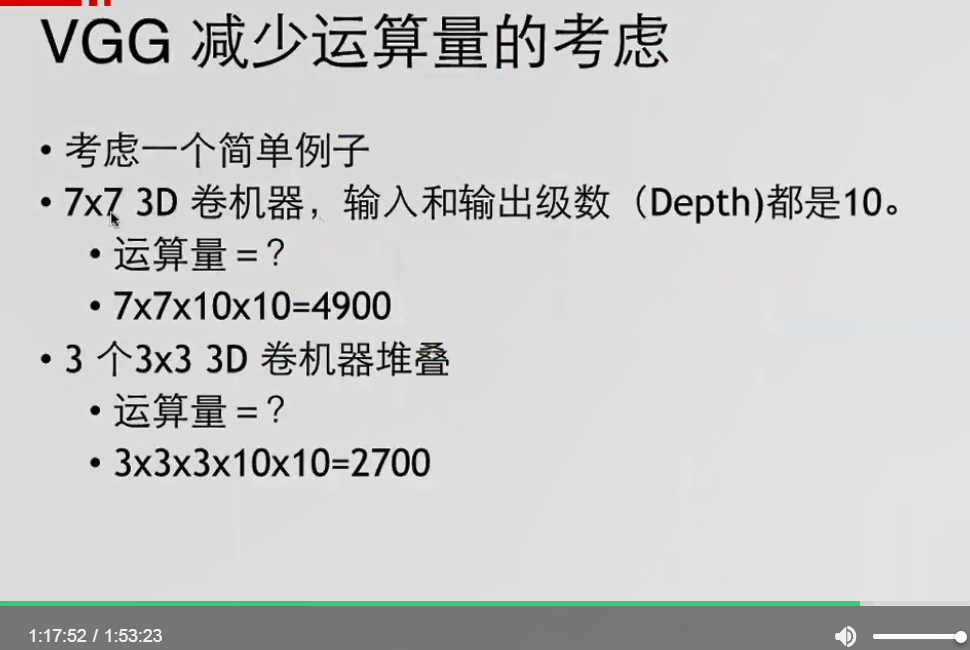 VGG 减少运算量的考虑
• 考虑一个简单例子
• 7x7 3D 卷机器，输入和输出级数（Depth)都是10。
• 运算量 = ?
• 7x7x10x10=4900
• 3 个3x3 3D 卷机器堆叠
• 运算量 = ?
• 3x3x3x10x10=2700
1:17:52 / 1:53:23